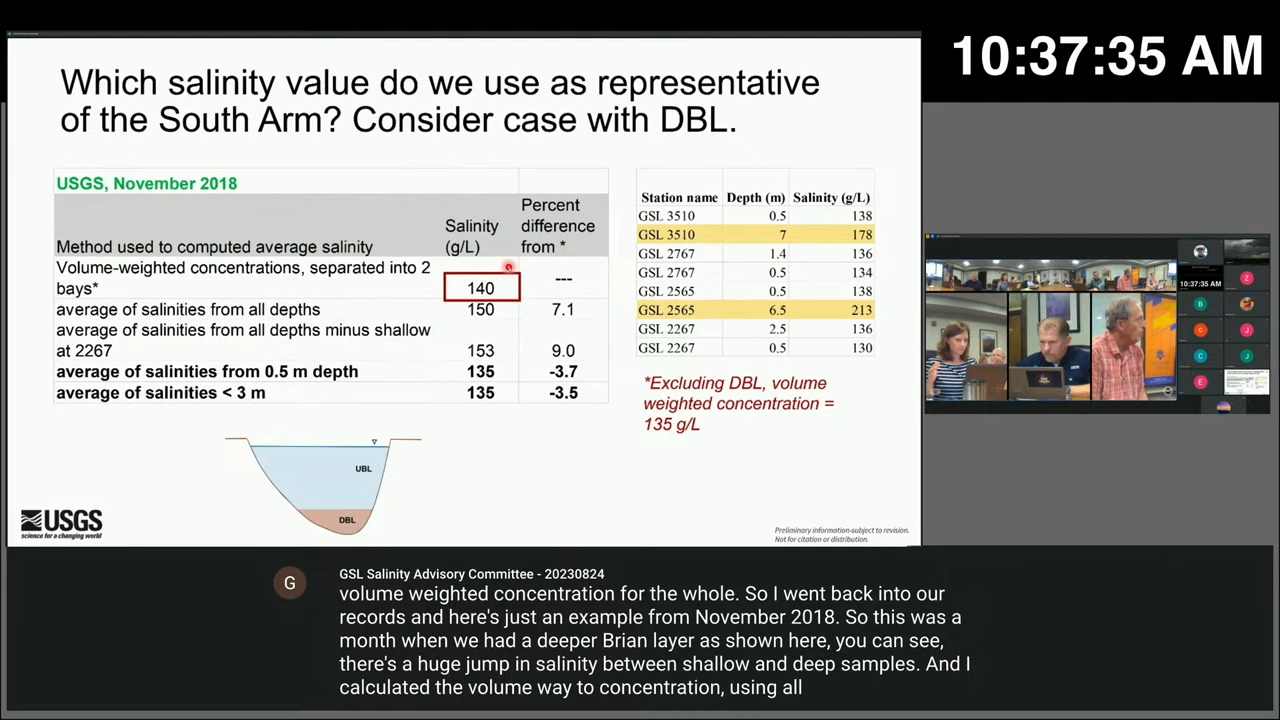 10:37:35 AM
Which salinity value do we use as representative
of the South Arm? Consider case with DBL.
USGS, November 2018
Method used to computed average salinity
Salinity
(g/L)
Percent
difference
from *
Volume-weighted concentrations, separated into 2
bays*
140
---
average of salinities from all depths
150
7.1
average of salinities from all depths minus shallow
at 2267
153
9.0
average of salinities from 0.5 m depth
135
-3.7
average of salinities < 3 m
135
-3.5
Station name Depth (m) Salinity (g/L)
GSL 3510 0.5 138
GSL 3510 7 178
GSL 2767 1.4 136
GSL 2767 0.5 134
GSL 2565 0.5 138
GSL 2565 6.5 213
GSL 2267 2.5 136
GSL 2267 0.5 130
*Excluding DBL, volume
weighted concentration =
135 g/L
UBL
DBL
USGS
science for a changing world
Preliminary information-subject to revision.
Not for citation or distribution.
10:37:35 AM
Z
B
C
J
C
J
E
G
GSL Salinity Advisory Committee - 20230824
volume weighted concentration for the whole. So I went back into our
records and here's just an example from November 2018. So this was a
month when we had a deeper Brian layer as shown here, you can see,
there's a huge jump in salinity between shallow and deep samples. And I
calculated the volume way to concentration, using all